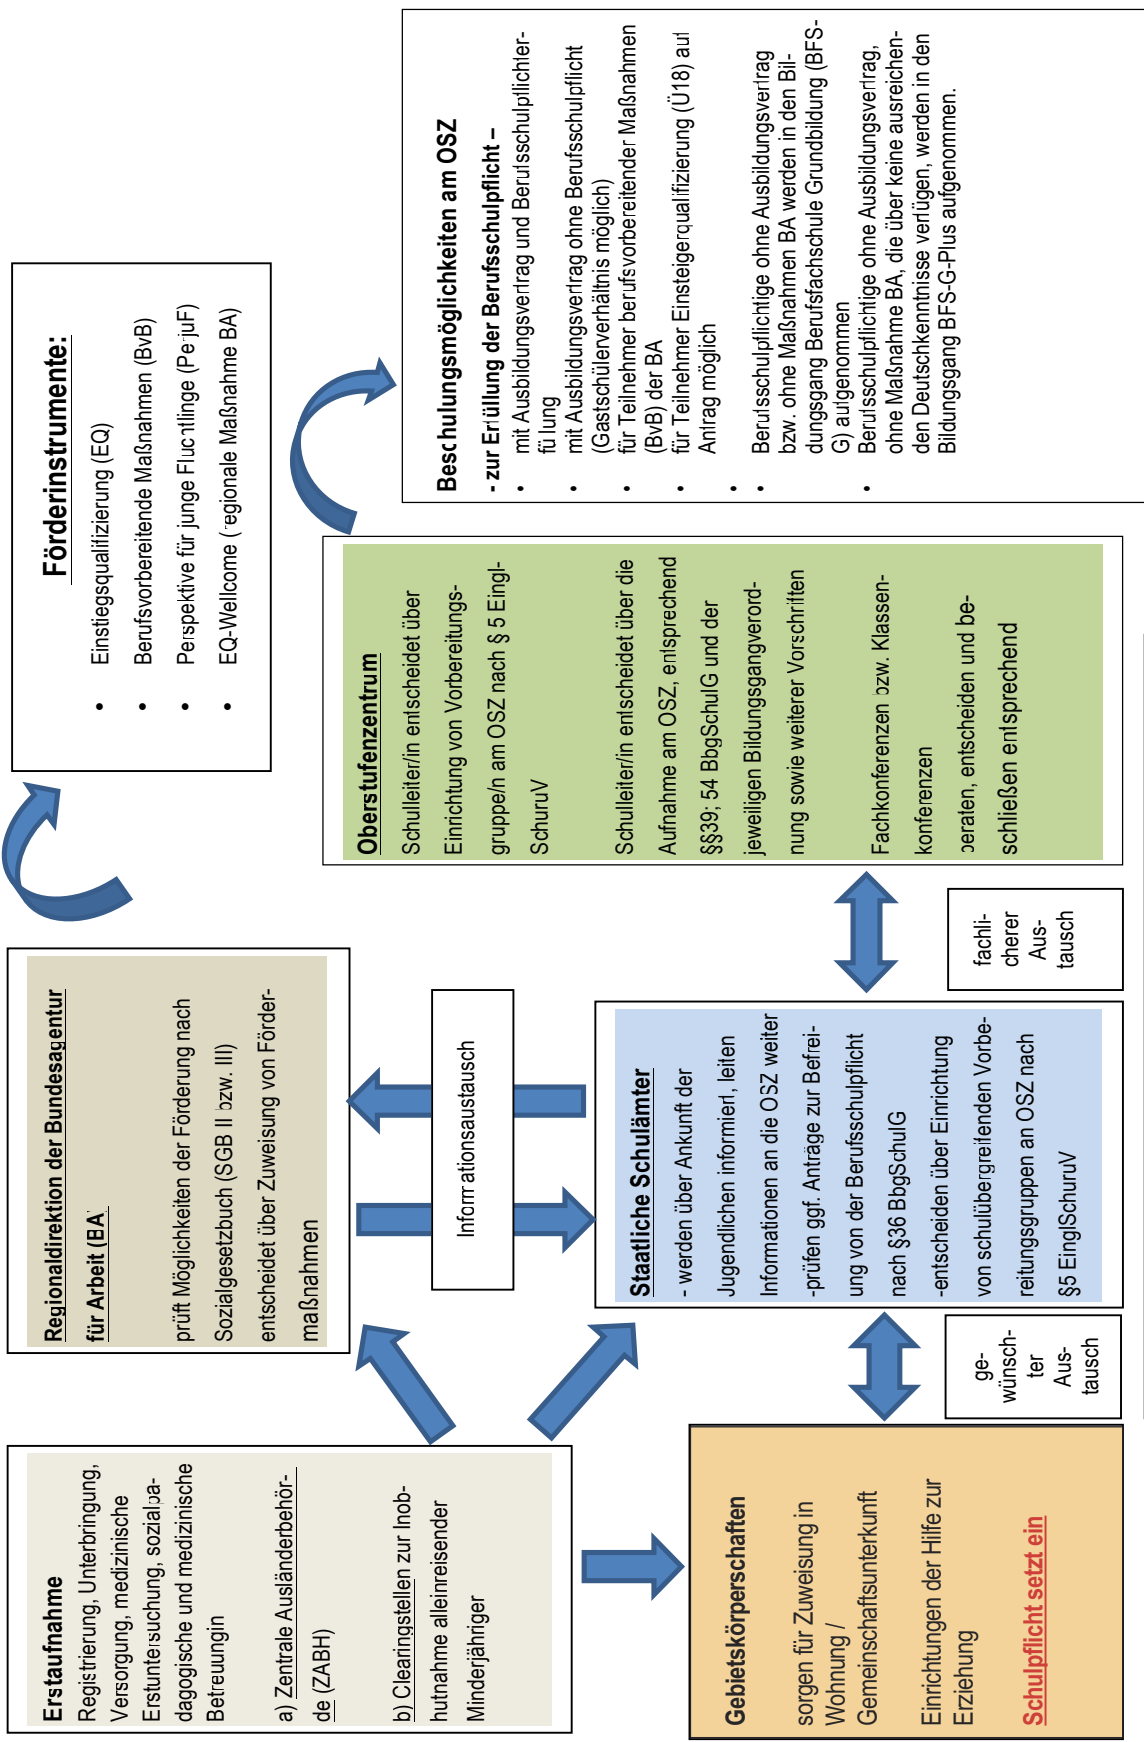 Erstaufnahme
Registrierung, Unterbringung,
Versorgung, medizinische
Erstuntersuchung, sozialpä-
dagogische und medizinische
Betreuungin
a) Zentrale Ausländerbehör-
de (ZABH)
b) Clearingstellen zur Inob-
hutnahme alleinreisender
Minderjähriger
Gebietskörperschaften
sorgen für Zuweisung in
Wohnung /
Gemeinschaftsunterkunft
Einrichtungen der Hilfe zur
Erziehung
Schulpflicht setzt ein
Regionaldirektion der Bundesagentur
für Arbeit (BA)
prüft Möglichkeiten der Förderung nach
Sozialgesetzbuch (SGB II bzw. III)
entscheidet über Zuweisung von Förder-
maßnahmen
Informationsaustausch
Staatliche Schulämter
- werden über Ankunft der
Jugendlichen informiert, leiten
Informationen an die OSZ weiter
-prüfen ggf. Anträge zur Befrei-
ung von der Berufsschulpflicht
nach §36 BbgSchulG
-entscheiden über Einrichtung
von schulübergreifenden Vorbe-
reitungsgruppen an OSZ nach
§5 EinglSchuruV
ge-
wünsch-
ter
Aus-
tausch
fachli-
cherer
Aus-
tausch
Förderinstrumente:
• Einstiegsqualifizierung (EQ)
• Berufsvorbereitende Maßnahmen (BvB)
• Perspektive für junge Flüchtlinge (PerjuF)
• EQ-Wellcome (regionale Maßnahme BA)
Oberstufenzentrum
Schulleiter/in entscheidet über
Einrichtung von Vorbereitungs-
gruppe/n am OSZ nach § 5 Eingl-
SchuruV
Schulleiter/in entscheidet über die
Aufnahme am OSZ, entsprechend
§§39; 54 BbgSchulG und der
jeweiligen Bildungsgangverord-
nung sowie weiterer Vorschriften
Fachkonferenzen bzw. Klassen-
konferenzen
beraten, entscheiden und be-
schließen entsprechend
Beschulungsmöglichkeiten am OSZ
- zur Erfüllung der Berufsschulpflicht –
• mit Ausbildungsvertrag und Berufsschulpflichter-
füllung
• mit Ausbildungsvertrag ohne Berufsschulpflicht
(Gastschülerverhältnis möglich)
• für Teilnehmer berufsvorbereitender Maßnahmen
(BvB) der BA
• für Teilnehmer Einsteigerqualifizierung (Ü18) auf
Antrag möglich
•
• Berufsschulpflichtige ohne Ausbildungsvertrag
bzw. ohne Maßnahmen BA werden in den Bil-
dungsgang Berufsfachschule Grundbildung (BFS-
G) aufgenommen
• Berufsschulpflichtige ohne Ausbildungsvertrag,
ohne Maßnahme BA, die über keine ausreichen-
den Deutschkenntnisse verfügen, werden in den
Bildungsgang BFS-G-Plus aufgenommen.